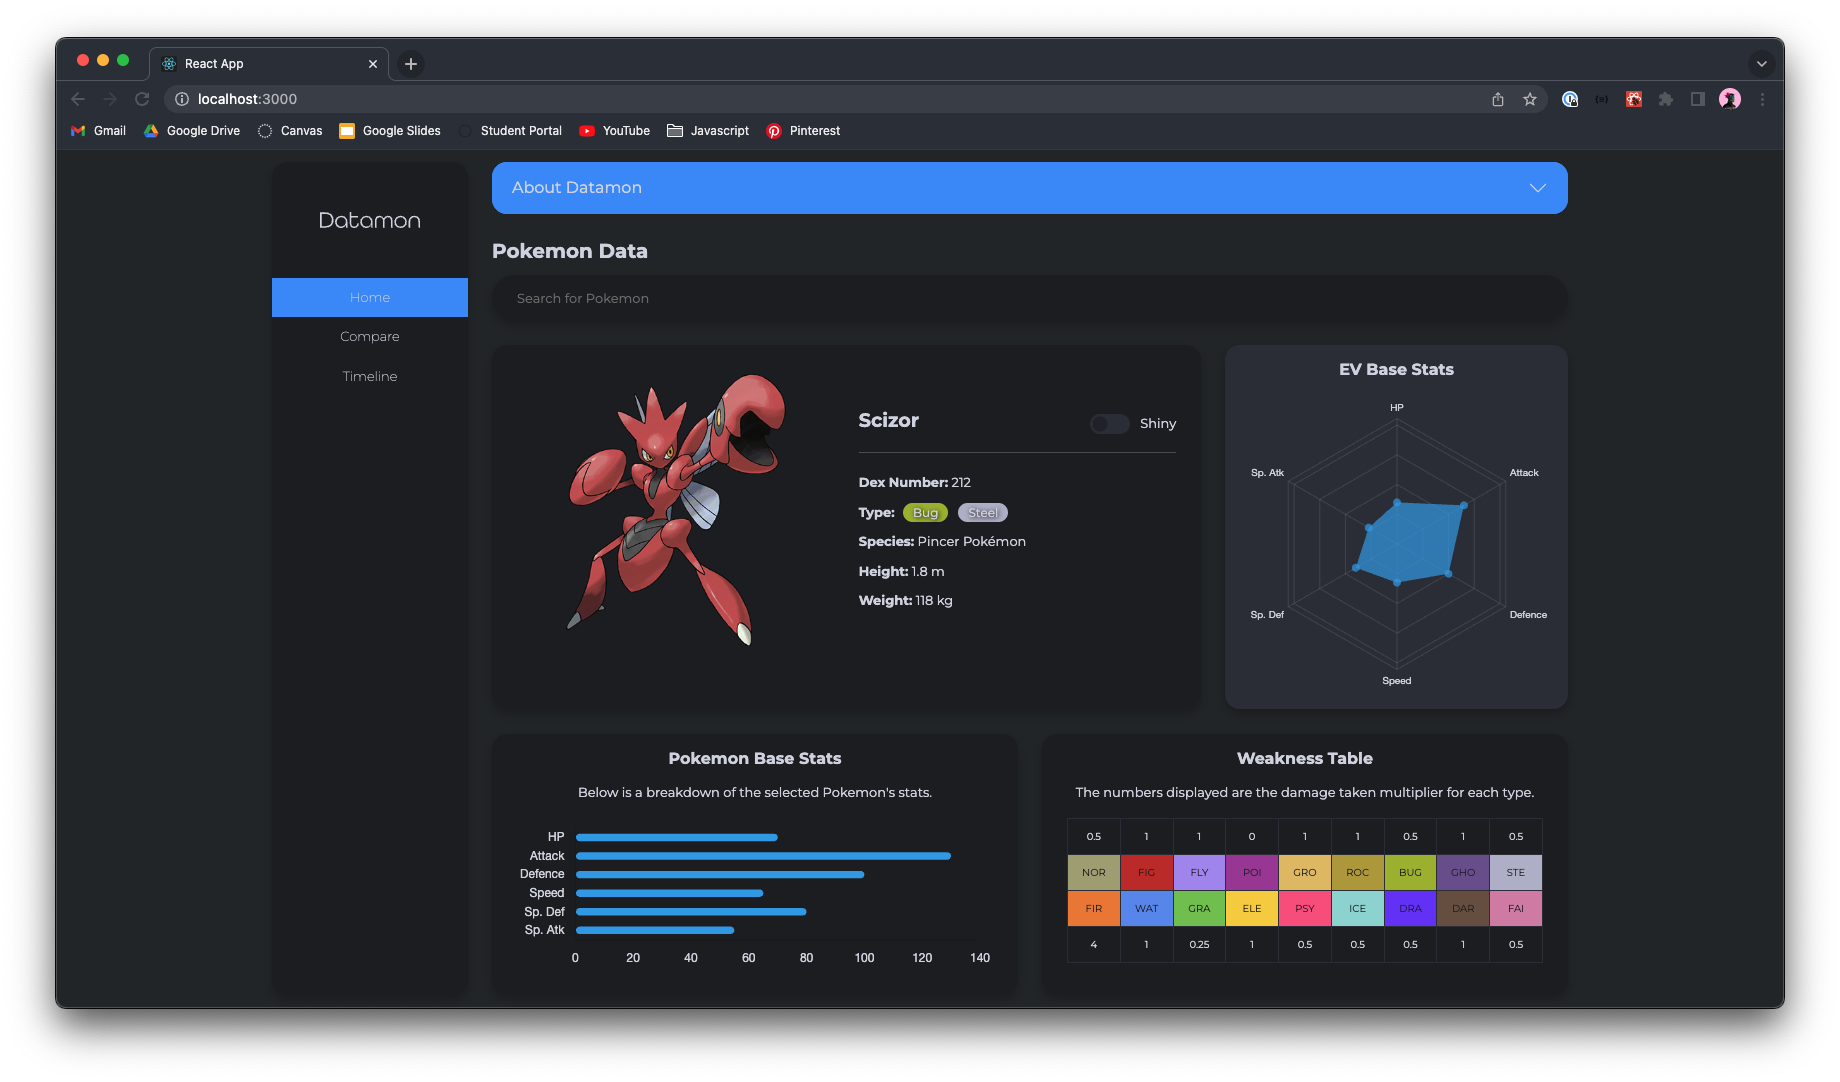 React App
localhost:3000
Gmail Google Drive Canvas Google Slides Student Portal YouTube Javascript Pinterest
Datamon
Home
Compare
Timeline
About Datamon
Pokemon Data
Search for Pokemon
Scizor
Shiny
Dex Number: 212
Type: Bug Steel
Species: Pincer Pokémon
Height: 1.8 m
Weight: 118 kg
EV Base Stats
HP
Sp. Atk Attack
Sp. Def Defence
Speed
Pokemon Base Stats
Below is a breakdown of the selected Pokemon's stats.
HP
Attack
Defence
Speed
Sp. Def
Sp. Atk
0 20 40 60 80 100 120 140
Weakness Table
The numbers displayed are the damage taken multiplier for each type.
0.5 1 1 0 1 1 0.5 1 0.5
NOR FIG FLY POI GRO ROC BUG GHO STE
FIR WAT GRA ELE PSY ICE DRA DAR FAI
4 1 0.25 1 0.5 0.5 0.5 1 0.5